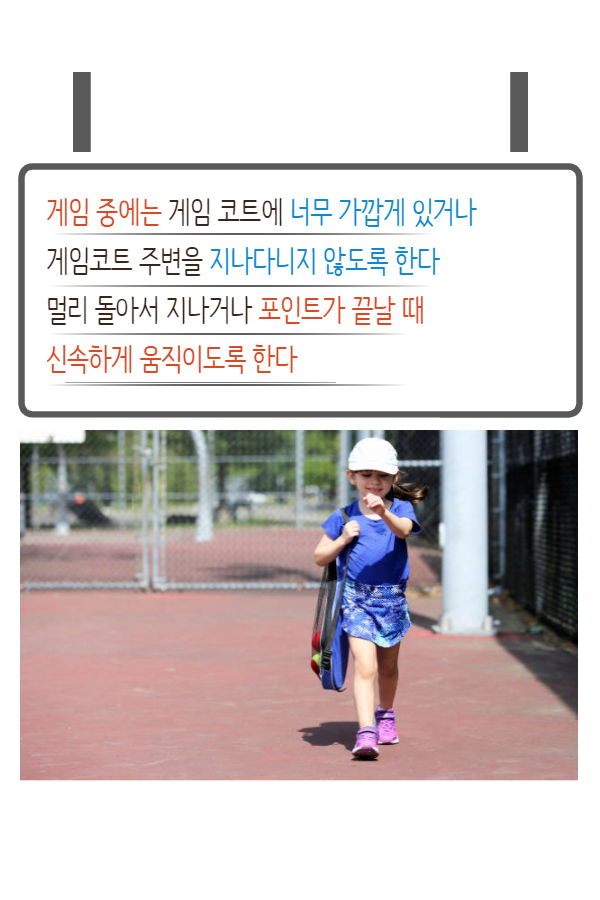 게임 중에는 게임 코트에 너무 가깝게 있거나
게임코트 주변을 지나다니지 않도록 한다
멀리 돌아서 지나거나 포인트가 끝날 때
신속하게 움직이도록 한다